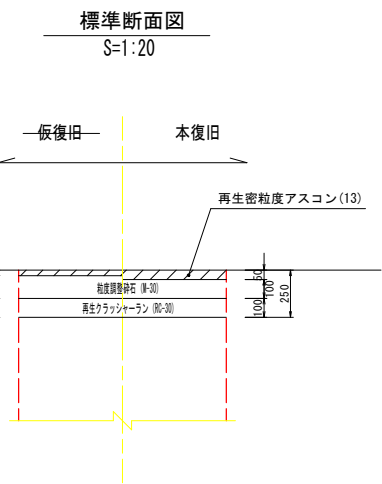 標準断面図
S=1:20
仮復旧
本復旧
再生密粒度アスコン(13)
粒度調整砕石 (M-30)
再生クラッシャーラン (RC-30)
50
100
100
250